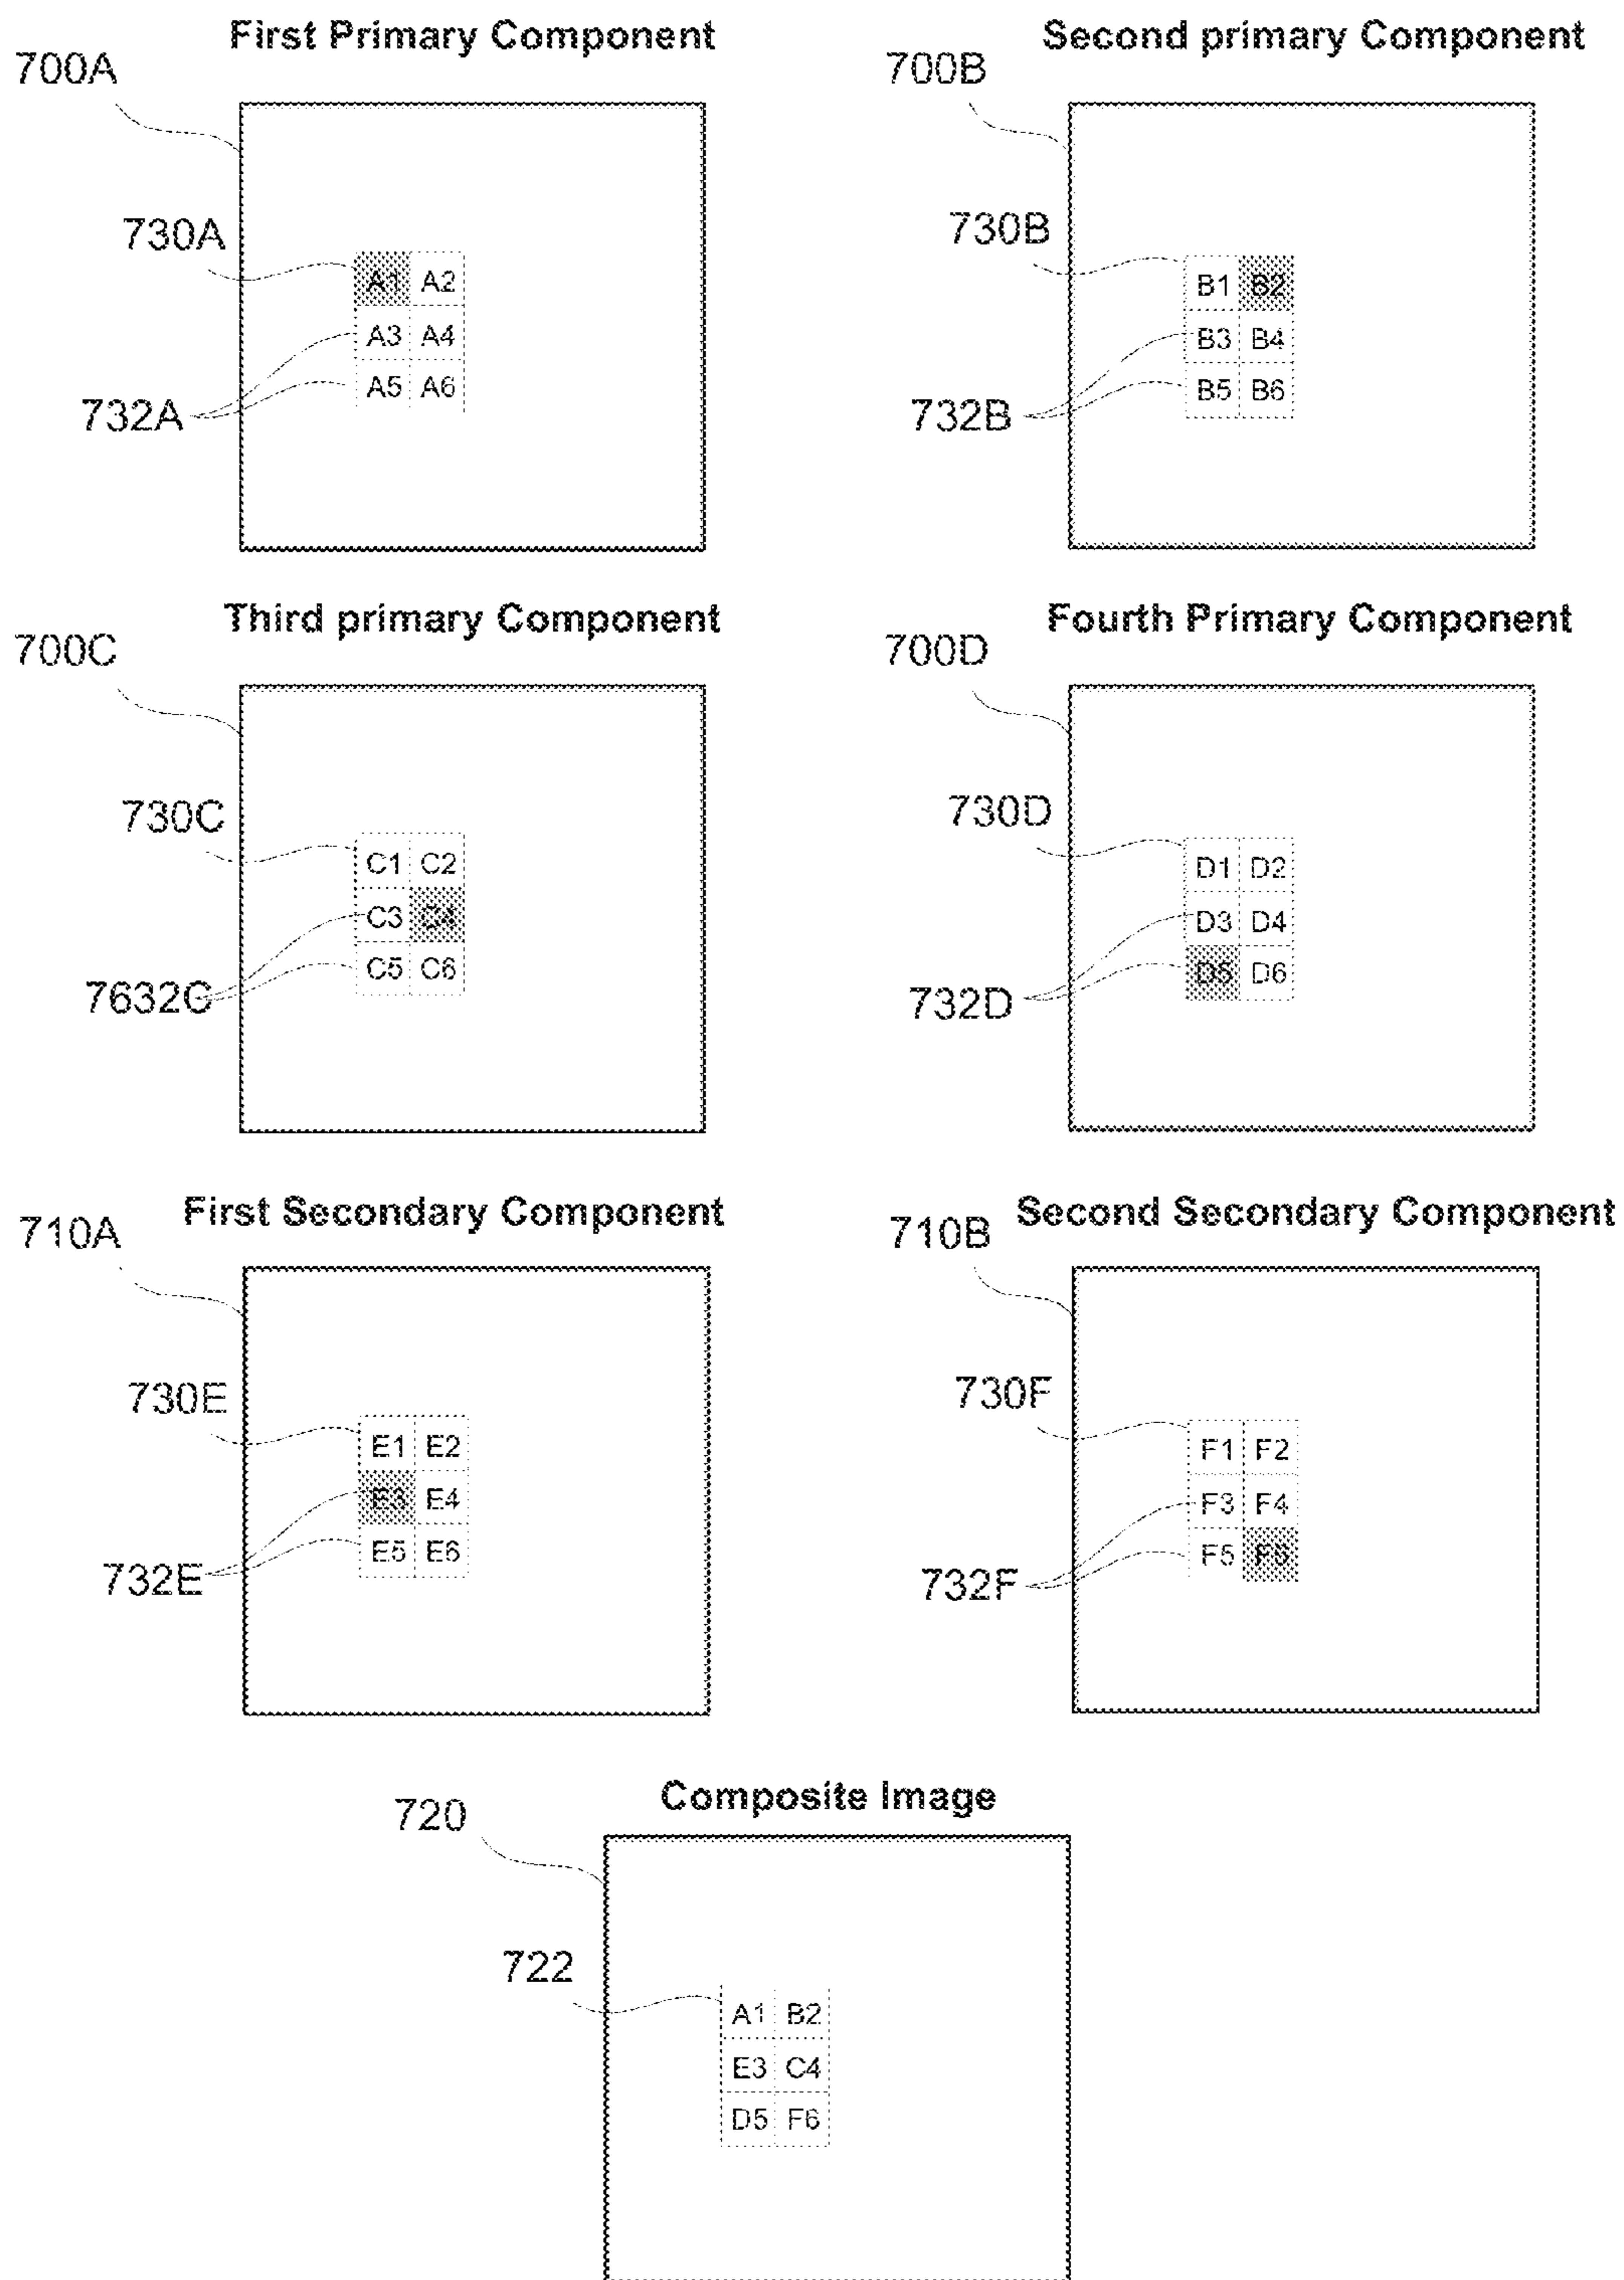 First Primary Component
700A
730A
A1 A2
A3 A4
A5 A6
732A
Second primary Component
700B
730B
B1 B2
B3 B4
B5 B6
732B
Third primary Component
700C
730C
C1 C2
C3 C4
C5 C6
7632C
Fourth Primary Component
700D
730D
D1 D2
D3 D4
D5 D6
732D
First Secondary Component
710A
730E
E1 E2
E3 E4
E5 E6
732E
Second Secondary Component
710B
730F
F1 F2
F3 F4
F5 F6
732F
Composite Image
720
722
A1 B2
E3 C4
D5 F6